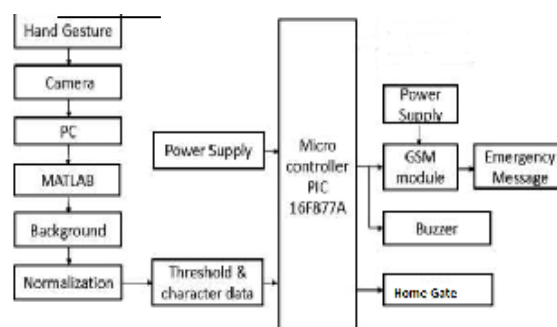 Hand Gesture
Camera
PC
MATLAB
Background
Normalization
Power Supply
Threshold &
character data
Micro
controller
PIC
16F877A
Power
Supply
GSM
module
Emergency
Message
Buzzer
Home Gate